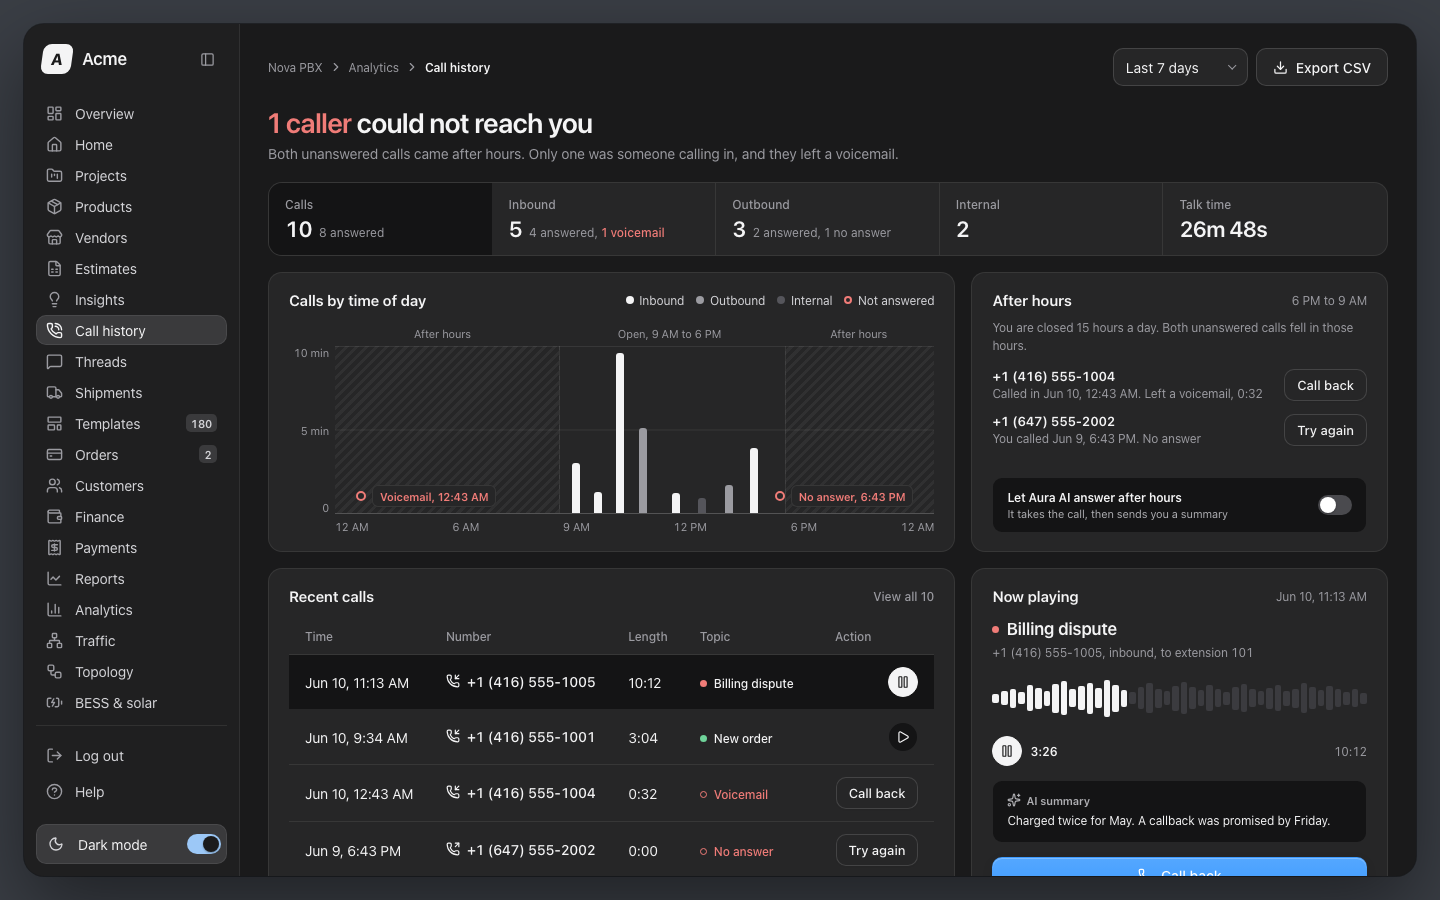 A Acme
Overview
Home
Projects
Products
Vendors
Estimates
Insights
Call history
Threads
Shipments
Templates 180
Orders 2
Customers
Finance
Payments
Reports
Analytics
Traffic
Topology
BESS & solar
Log out
Help
Dark mode
Nova PBX > Analytics > Call history
Last 7 days
Export CSV
1 caller could not reach you
Both unanswered calls came after hours. Only one was someone calling in, and they left a voicemail.
Calls
10 8 answered
Inbound
5 4 answered, 1 voicemail
Outbound
3 2 answered, 1 no answer
Internal
2
Talk time
26m 48s
Calls by time of day
Inbound Outbound Internal Not answered
After hours Open, 9 AM to 6 PM After hours
10 min
5 min
0
Voicemail, 12:43 AM
No answer, 6:43 PM
12 AM 6 AM 9 AM 12 PM 6 PM 12 AM
After hours 6 PM to 9 AM
You are closed 15 hours a day. Both unanswered calls fell in those
hours.
+1 (416) 555-1004
Called in Jun 10, 12:43 AM. Left a voicemail, 0:32
Call back
+1 (647) 555-2002
You called Jun 9, 6:43 PM. No answer
Try again
Let Aura AI answer after hours
It takes the call, then sends you a summary
Recent calls View all 10
Time Number Length Topic Action
Jun 10, 11:13 AM +1 (416) 555-1005 10:12 Billing dispute
Jun 10, 9:34 AM +1 (416) 555-1001 3:04 New order
Jun 10, 12:43 AM +1 (416) 555-1004 0:32 Voicemail Call back
Jun 9, 6:43 PM +1 (647) 555-2002 0:00 No answer Try again
Now playing Jun 10, 11:13 AM
Billing dispute
+1 (416) 555-1005, inbound, to extension 101
3:26 10:12
AI summary
Charged twice for May. A callback was promised by Friday.
Call back